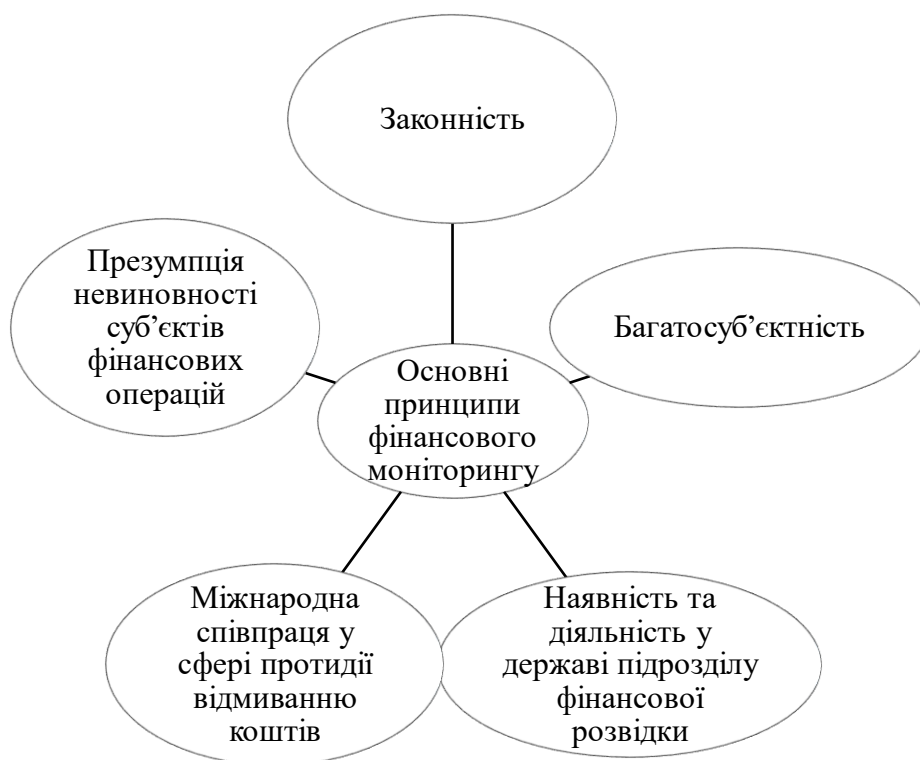 Законність
Презумпція
невиновності
суб’єктів
фінансових
операцій
Багатосуб’єктність
Основні
принципи
фінансового
моніторингу
Міжнародна
співпраця у
сфері протидії
відмиванню
коштів
Наявність та
діяльність у
державі підрозділу
фінансової
розвідки